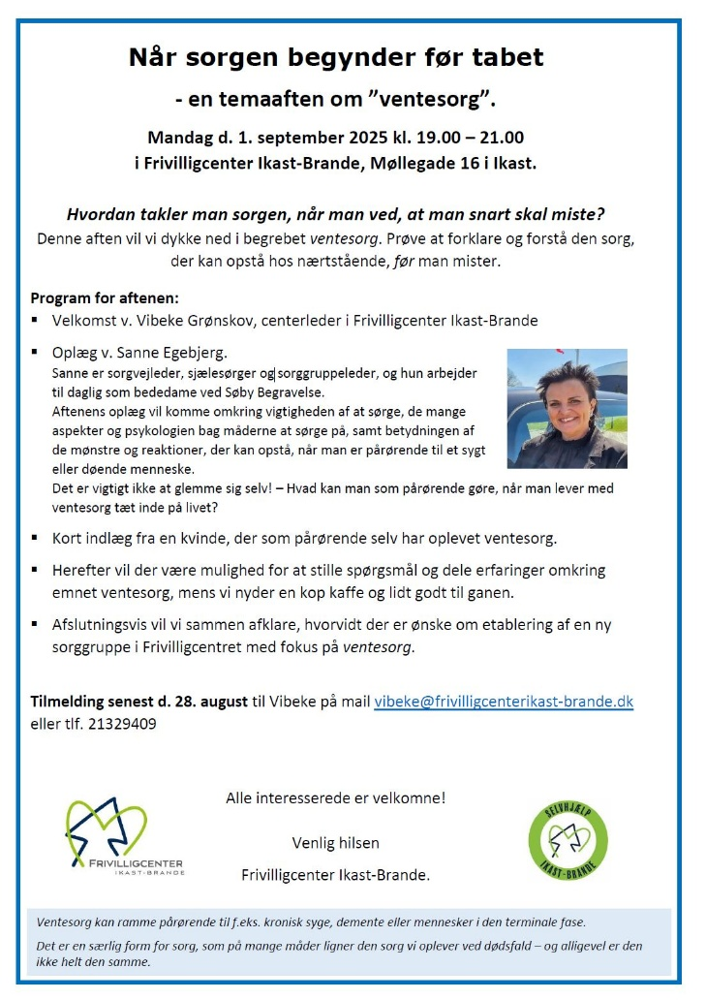 Når sorgen begynder før tabet
- en temaaften om ”ventesorg”.
Mandag d. 1. september 2025 kl. 19.00 – 21.00
i Frivilligcenter Ikast-Brande, Møllegade 16 i Ikast.
Hvordan takler man sorgen, når man ved, at man snart skal miste?
Denne aften vil vi dykke ned i begrebet ventesorg. Prøve at forklare og forstå den sorg,
der kan opstå hos nærtstående, før man mister.
Program for aftenen:
▪ Velkomst v. Vibeke Grønskov, centerleder i Frivilligcenter Ikast-Brande
▪ Oplæg v. Sanne Egebjerg.
Sanne er sorgvejleder, sjælesørger og sorggruppeleder, og hun arbejder
til daglig som bededame ved Søby Begravelse.
Aftenens oplæg vil komme omkring vigtigheden af at sørge, de mange
aspekter og psykologien bag måderne at sørge på, samt betydningen af
de mønstre og reaktioner, der kan opstå, når man er pårørende til et sygt
eller døende menneske.
Det er vigtigt ikke at glemme sig selv! – Hvad kan man som pårørende gøre, når man lever med
ventesorg tæt inde på livet?
▪ Kort indlæg fra en kvinde, der som pårørende selv har oplevet ventesorg.
▪ Herefter vil der være mulighed for at stille spørgsmål og dele erfaringer omkring
emnet ventesorg, mens vi nyder en kop kaffe og lidt godt til ganen.
▪ Afslutningsvis vil vi sammen afklare, hvorvidt der er ønske om etablering af en ny
sorggruppe i Frivilligcentret med fokus på ventesorg.
Tilmelding senest d. 28. august til Vibeke på mail vibeke@frivilligcenterikast-brande.dk
eller tlf. 21329409
Alle interesserede er velkomne!
Venlig hilsen
Frivilligcenter Ikast-Brande.
FRIVILLIGCENTER
IKAST-BRANDE
SELVHJÆLP
IKAST-BRANDE
Ventesorg kan ramme pårørende til f.eks. kronisk syge, demente eller mennesker i den terminale fase.
Det er en særlig form for sorg, som på mange måder ligner den sorg vi oplever ved dødsfald – og alligevel er den
ikke helt den samme.